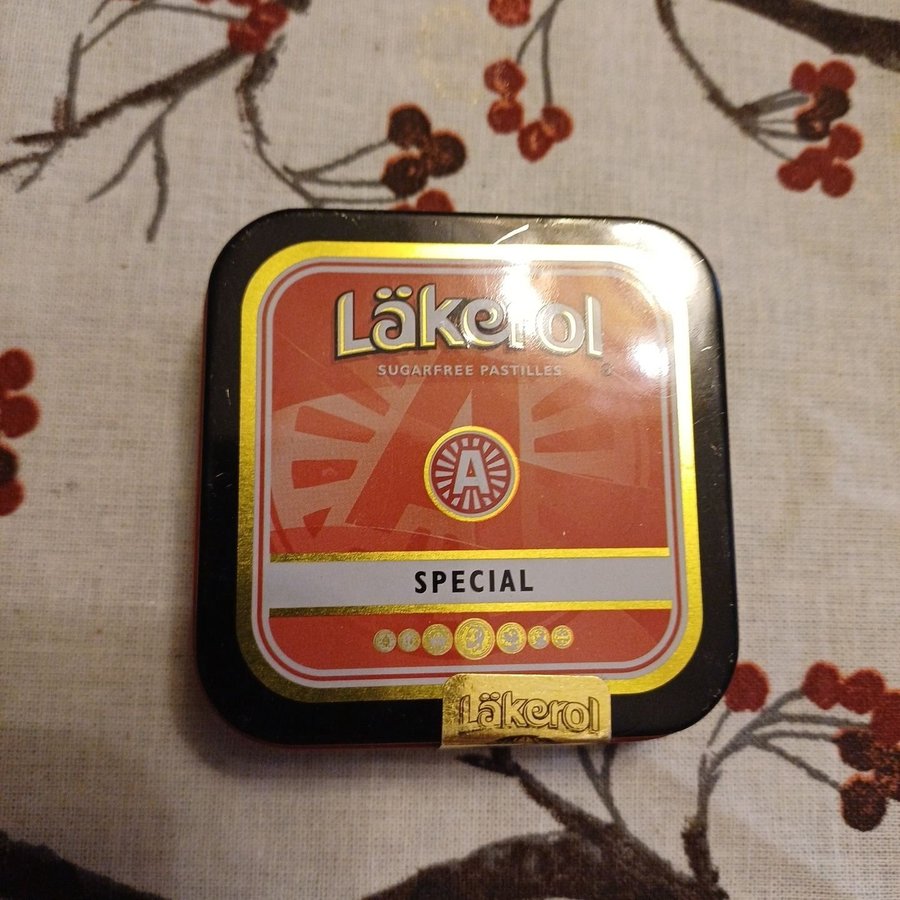 Läkerol
SUGARFREE PASTILLES
A
SPECIAL
Läkerol